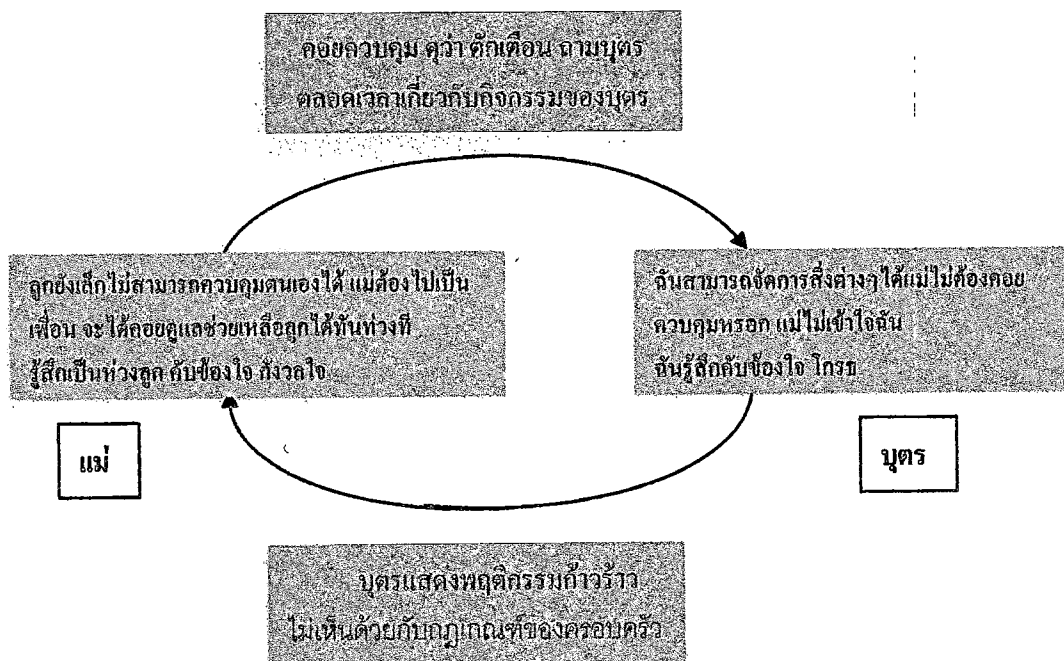 คอยควบคุม ดุว่า ตักเตือน ถามบุตร
ตลอดเวลาเกี่ยวกับกิจกรรมของบุตร
ลูกยังเล็กไม่สามารถควบคุมตนเองได้ แม่ต้องไปเป็น
เพื่อน จะได้คอยดูแลช่วยเหลือลูกได้ทันท่วงที
รู้สึกเป็นห่วงลูก คับข้องใจ กังวลใจ
ฉันสามารถจัดการสิ่งต่างๆ ได้แม่ไม่ต้องคอย
ควบคุมหรอก แม่ไม่เข้าใจฉัน
ฉันรู้สึกคับข้องใจ โกรธ
แม่
บุตร
บุตรแสดงพฤติกรรมก้าวร้าว
ไม่เห็นด้วยกับกฎเกณฑ์ของครอบครัว